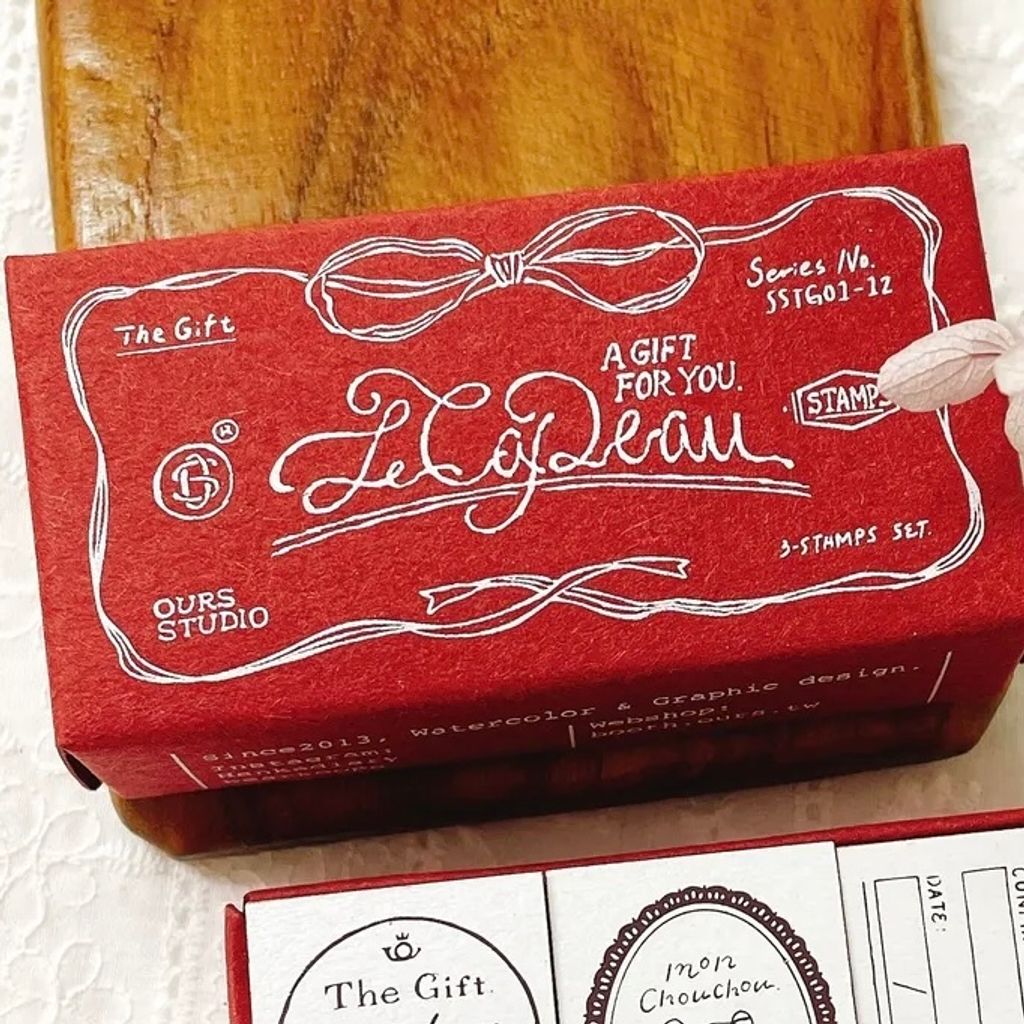 The Gift
Series No.
SSTG01-12
A GIFT
FOR YOU.
Le Cadeau
STAMPS
®
OURS
STUDIO
3-STAMPS SET.
Since2013, Watercolor & Graphic design.
Instagram:
Webshop:
The Gift
mon
Chouchou.
DATE:
/